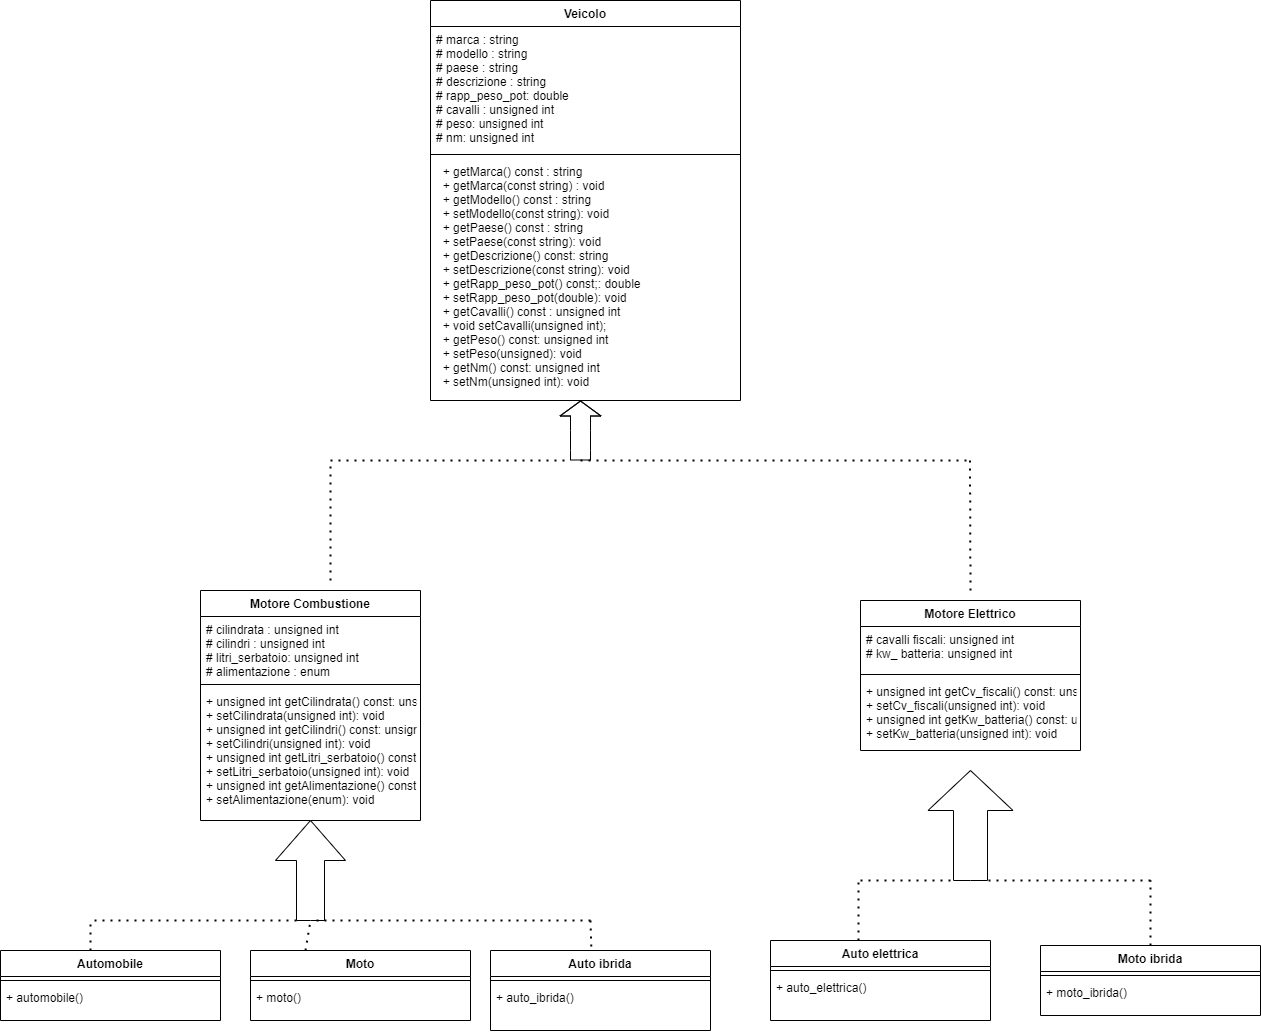 Veicolo
# marca : string
# modello : string
# paese : string
# descrizione : string
# rapp_peso_pot: double
# cavalli : unsigned int
# peso: unsigned int
# nm: unsigned int
+ getMarca() const : string
+ getMarca(const string) : void
+ getModello() const : string
+ setModello(const string): void
+ getPaese() const : string
+ setPaese(const string): void
+ getDescrizione() const: string
+ setDescrizione(const string): void
+ getRapp_peso_pot() const;: double
+ setRapp_peso_pot(double): void
+ getCavalli() const : unsigned int
+ void setCavalli(unsigned int);
+ getPeso() const: unsigned int
+ setPeso(unsigned): void
+ getNm() const: unsigned int
+ setNm(unsigned int): void
Motore Combustione
# cilindrata : unsigned int
# cilindri : unsigned int
# litri_serbatoio: unsigned int
# alimentazione : enum
+ unsigned int getCilindrata() const: uns
+ setCilindrata(unsigned int): void
+ unsigned int getCilindri() const: unsigr
+ setCilindri(unsigned int): void
+ unsigned int getLitri_serbatoio() const
+ setLitri_serbatoio(unsigned int): void
+ unsigned int getAlimentazione() const
+ setAlimentazione(enum): void
Motore Elettrico
# cavalli fiscali: unsigned int
# kw_ batteria: unsigned int
+ unsigned int getCv_fiscali() const: uns
+ setCv_fiscali(unsigned int): void
+ unsigned int getKw_batteria() const: u
+ setKw_batteria(unsigned int): void
Automobile
+ automobile()
Moto
+ moto()
Auto ibrida
+ auto_ibrida()
Auto elettrica
+ auto_elettrica()
Moto ibrida
+ moto_ibrida()